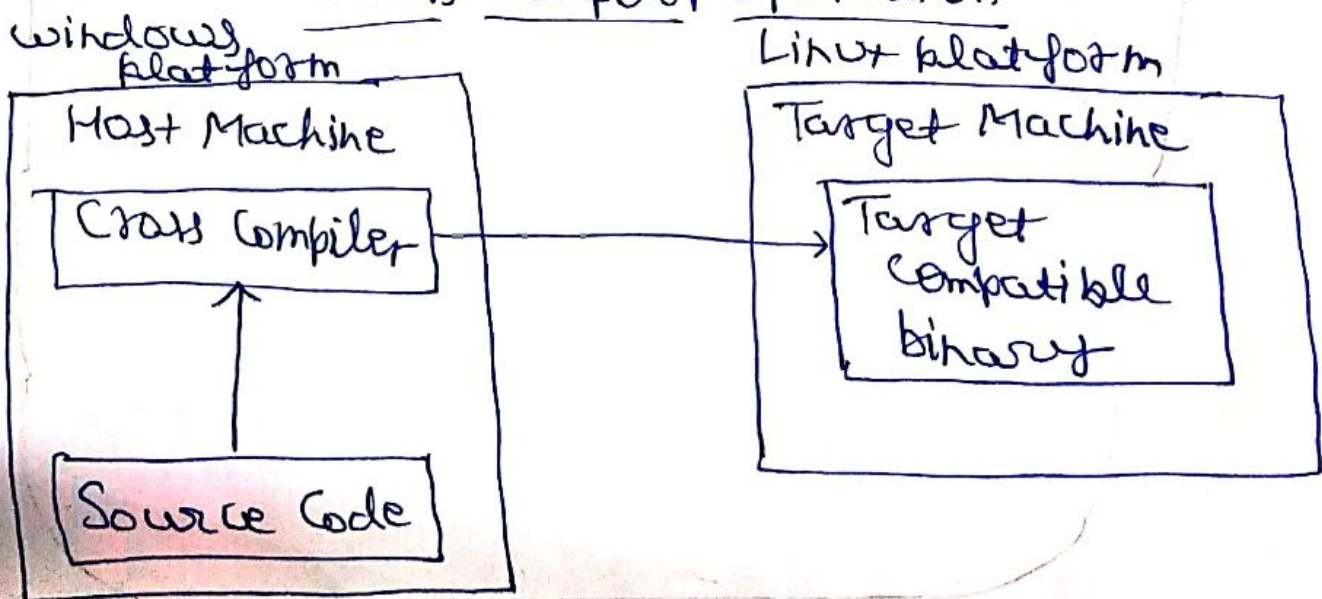 windows
platform
Linux platform
Host Machine
Target Machine
Cross Compiler
Target
compatible
binary
Source Code